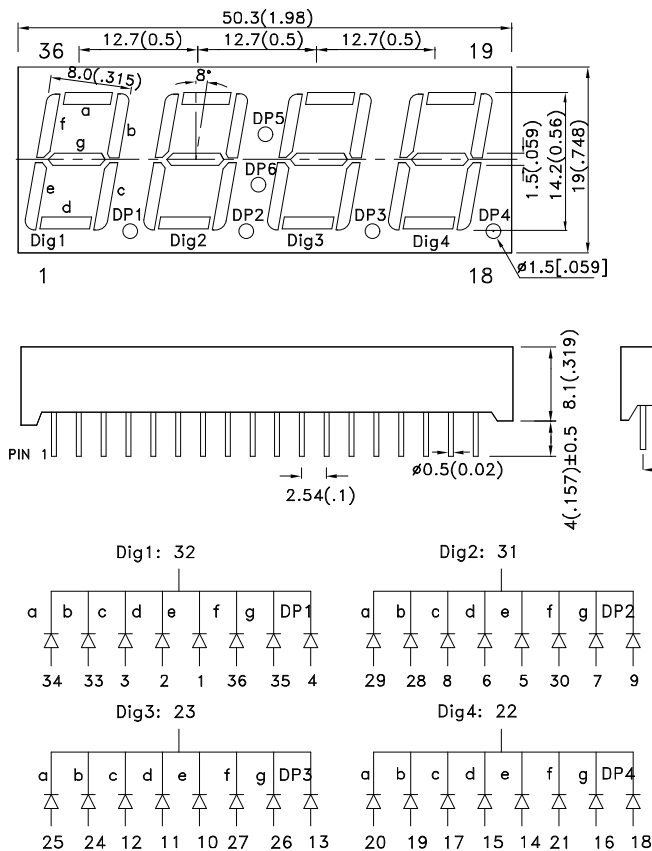 50.3(1.98)
36 12.7(0.5) 12.7(0.5) 12.7(0.5) 19
8.0(.315) 8°
a
f b
g
e c
d
DP5
DP6
DP1 DP2 DP3 DP4
Dig1 Dig2 Dig3 Dig4
1.5(.059)
14.2(0.56)
19(.748)
1 18
ø1.5[.059]
8.1(.319)
4(.157)±0.5
PIN 1
ø0.5(0.02)
2.54(.1)
Dig1: 32 Dig2: 31
a b c d e f g DP1 a b c d e f g DP2
34 33 3 2 1 36 35 4 29 28 8 6 5 30 7 9
Dig3: 23 Dig4: 22
a b c d e f g DP3 a b c d e f g DP4
25 24 12 11 10 27 26 13 20 19 17 15 14 21 16 18